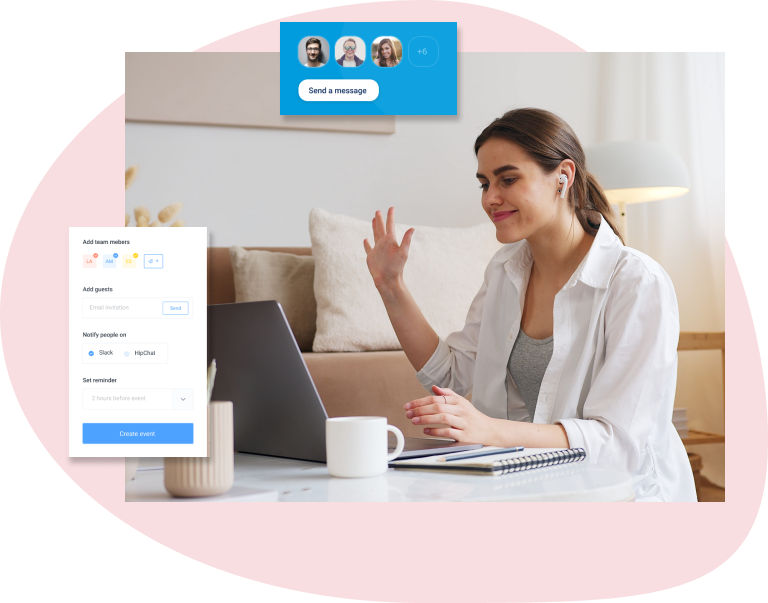 +6
Send a message
Add team mebers
LA
AM
Add guests
Email invitation
Send
Notify people on
Slack
HipChat
Set reminder
2 hours before event
Create event